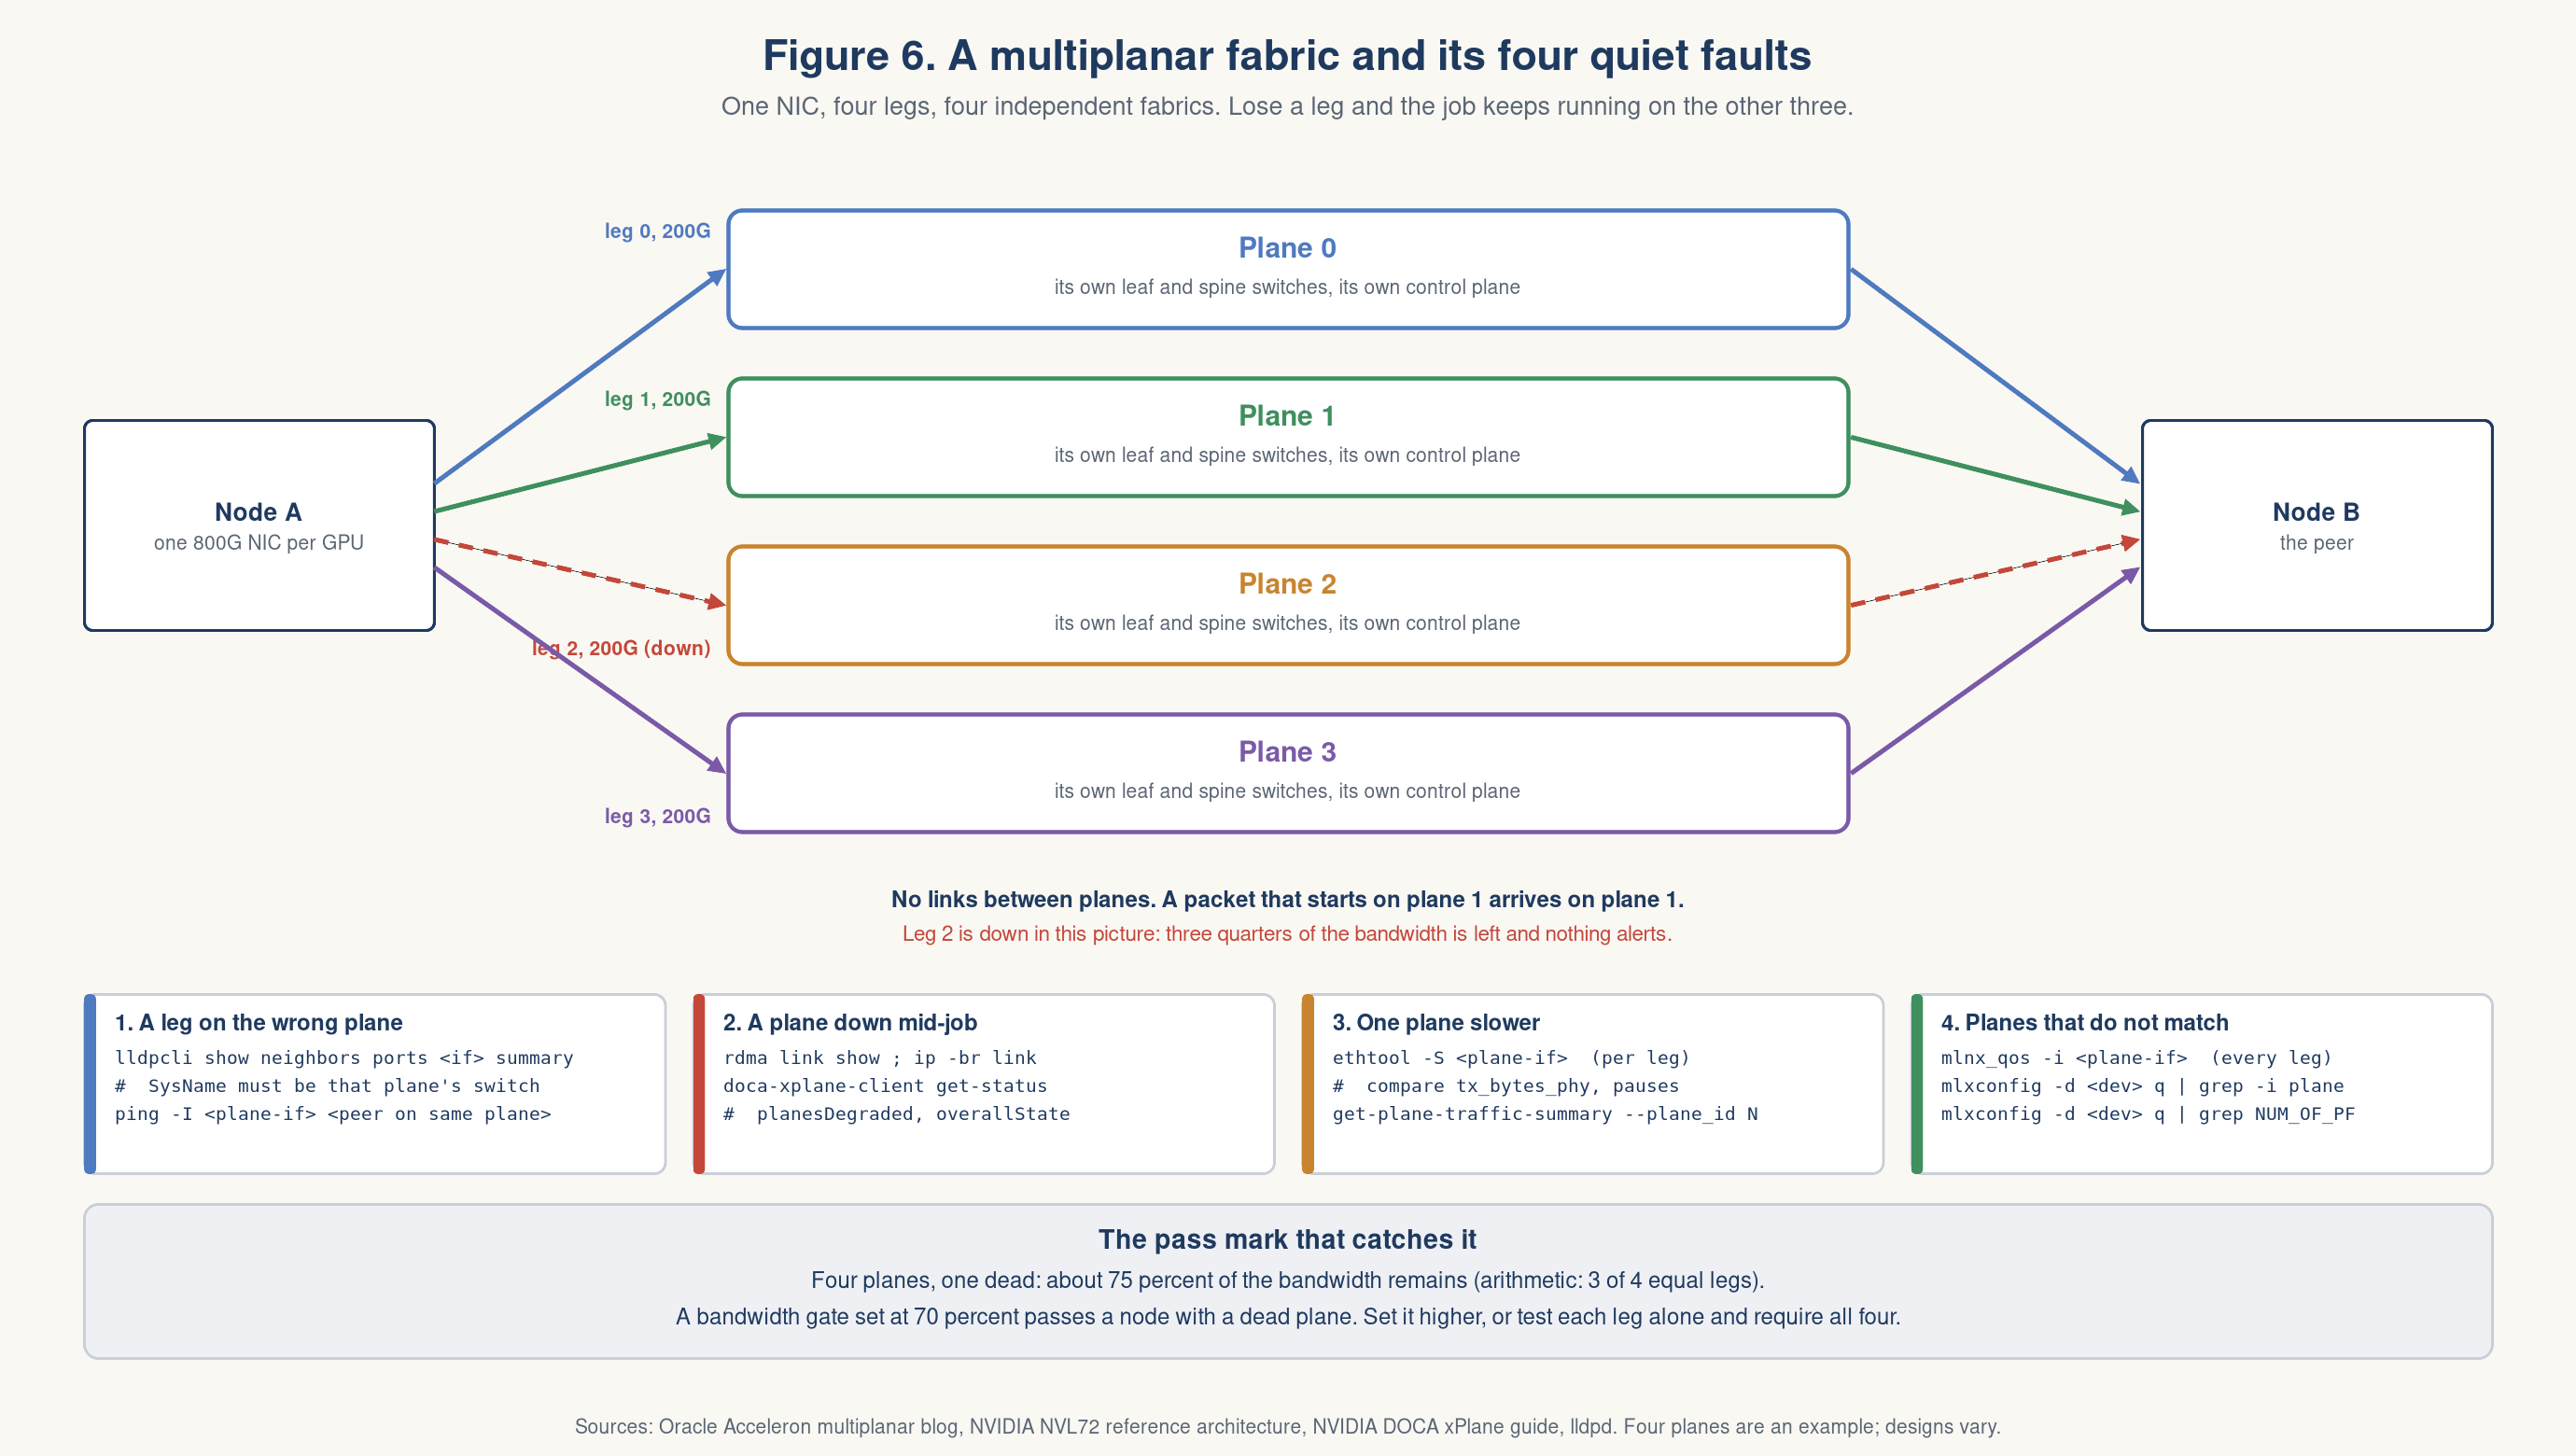 Figure 6. A multiplanar fabric and its four quiet faults
One NIC, four legs, four independent fabrics. Lose a leg and the job keeps running on the other three.
leg 0, 200G
Plane 0
its own leaf and spine switches, its own control plane
leg 1, 200G
Plane 1
its own leaf and spine switches, its own control plane
Node A
one 800G NIC per GPU
Node B
the peer
Plane 2
its own leaf and spine switches, its own control plane
leg 2, 200G (down)
Plane 3
its own leaf and spine switches, its own control plane
leg 3, 200G
No links between planes. A packet that starts on plane 1 arrives on plane 1.
Leg 2 is down in this picture: three quarters of the bandwidth is left and nothing alerts.
1. A leg on the wrong plane
lldpcli show neighbors ports <if> summary
#  SysName must be that plane's switch
ping -I <plane-if> <peer on same plane>
2. A plane down mid-job
rdma link show ; ip -br link
doca-xplane-client get-status
#  planesDegraded, overallState
3. One plane slower
ethtool -S <plane-if>  (per leg)
#  compare tx_bytes_phy, pauses
get-plane-traffic-summary --plane_id N
4. Planes that do not match
mlnx_qos -i <plane-if>  (every leg)
mlxconfig -d <dev> q | grep -i plane
mlxconfig -d <dev> q | grep NUM_OF_PF
The pass mark that catches it
Four planes, one dead: about 75 percent of the bandwidth remains (arithmetic: 3 of 4 equal legs).
A bandwidth gate set at 70 percent passes a node with a dead plane. Set it higher, or test each leg alone and require all four.
Sources: Oracle Acceleron multiplanar blog, NVIDIA NVL72 reference architecture, NVIDIA DOCA xPlane guide, lldpd. Four planes are an example; designs vary.